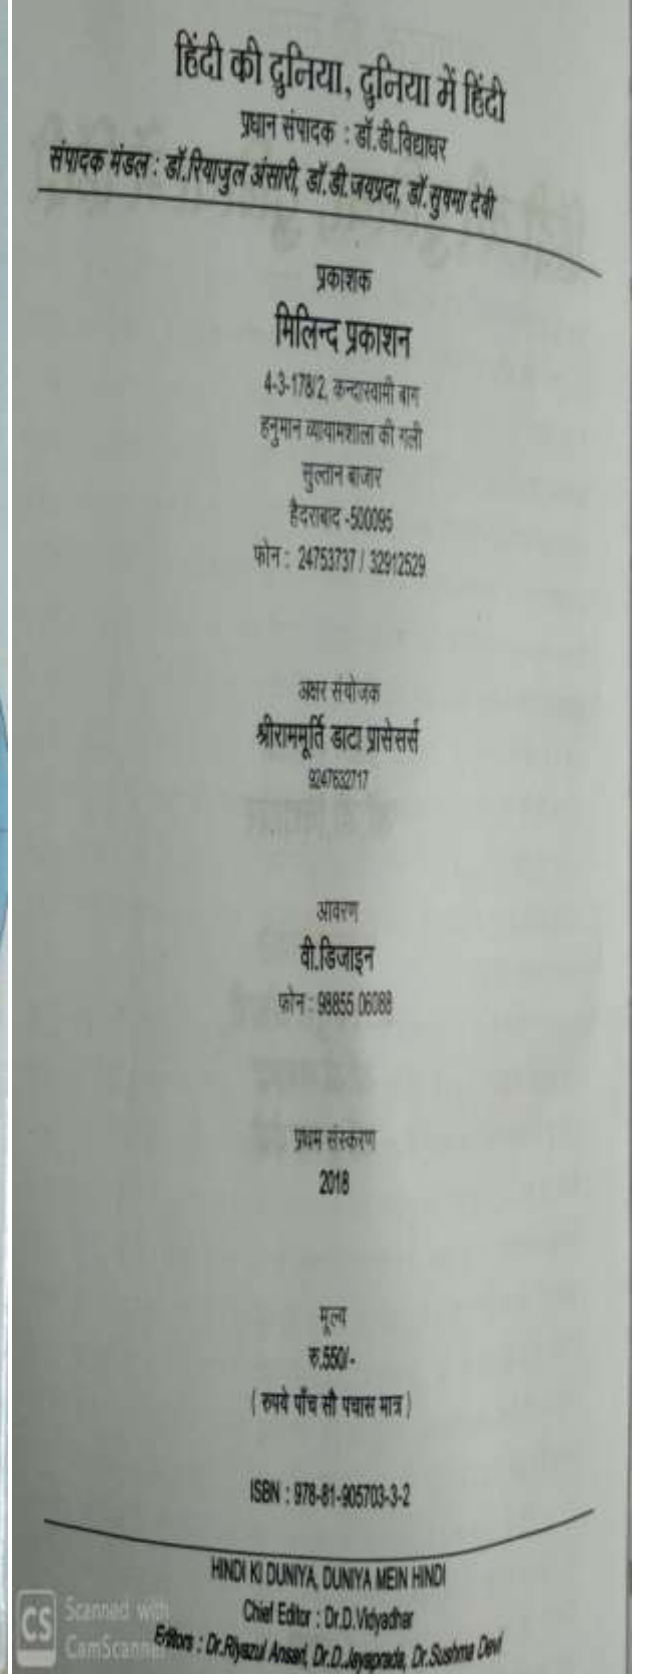 हिंदी की दुनिया, दुनिया में हिंदी
प्रधान संपादक : डॉ.डी.विद्याधर
संपादक मंडल : डॉ.रियाजुल अंसारी, डॉ.डी.जयप्रदा, डॉ.सुषमा देवी
प्रकाशक
मिलिन्द प्रकाशन
4-3-178/2, कन्दास्वामी बाग
हनुमान व्यायामशाला की गली
सुल्तान बाजार
हैदराबाद -500095
फोन : 24753737 / 32912529
अक्षर संयोजक
श्रीराममूर्ति डाटा प्रासेसर्स
9247632717
आवरण
वी.डिजाइन
फोन : 98855 06088
प्रथम संस्करण
2018
मूल्य
रु.550/-
( रुपये पाँच सौ पचास मात्र )
ISBN : 978-81-905703-3-2
HINDI KI DUNIYA, DUNIYA MEIN HINDI
Chief Editor : Dr.D.Vidyadhar
Editors : Dr.Riyazul Ansari, Dr.D.Jayaprada, Dr.Sushma Devi
CS Scanned with
CamScanner